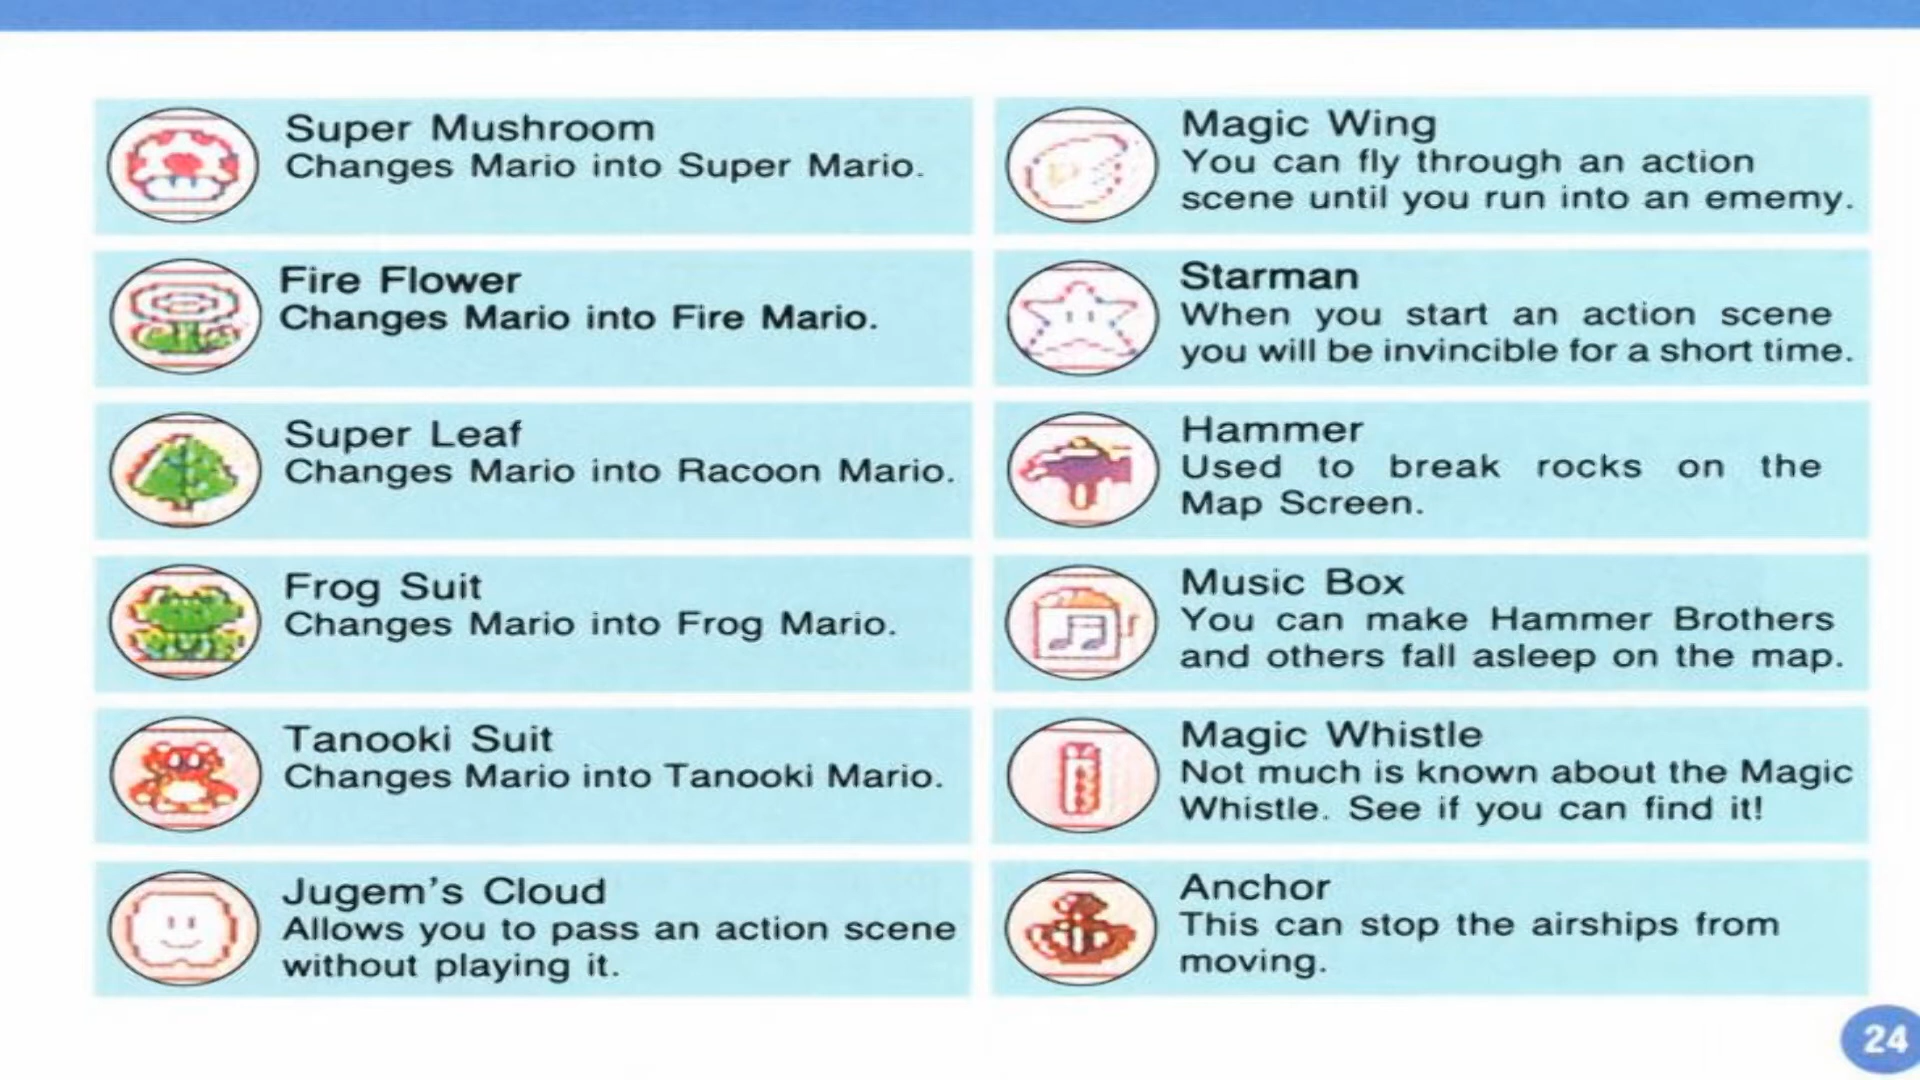 Super Mushroom
Changes Mario into Super Mario.
Fire Flower
Changes Mario into Fire Mario.
Super Leaf
Changes Mario into Racoon Mario.
Frog Suit
Changes Mario into Frog Mario.
Tanooki Suit
Changes Mario into Tanooki Mario.
Jugem's Cloud
Allows you to pass an action scene
without playing it.
Magic Wing
You can fly through an action
scene until you run into an ememy.
Starman
When you start an action scene
you will be invincible for a short time.
Hammer
Used to break rocks on the
Map Screen.
Music Box
You can make Hammer Brothers
and others fall asleep on the map.
Magic Whistle
Not much is known about the Magic
Whistle. See if you can find it!
Anchor
This can stop the airships from
moving.
24